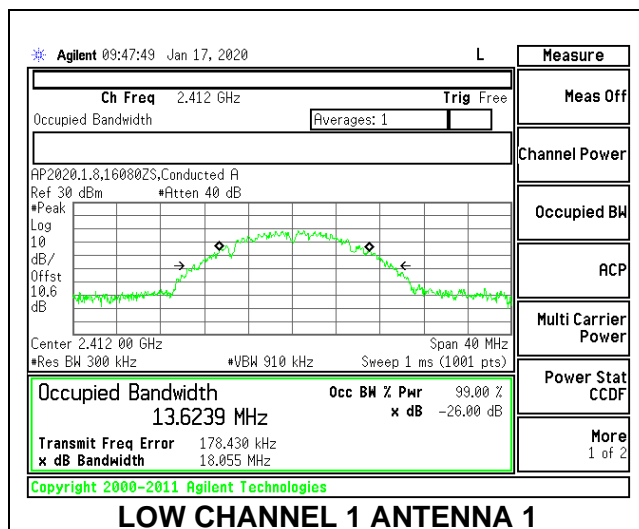 Agilent 09:47:49 Jan 17, 2020 L
Measure
Ch Freq 2.412 GHz Trig Free
Meas Off
Occupied Bandwidth Averages: 1
Channel Power
AP2020.1.8,16080ZS,Conducted A
Ref 30 dBm #Atten 40 dB
#Peak
Log
10
dB/
Offst
10.6
dB
Occupied BW
ACP
Center 2.412 00 GHz Span 40 MHz
#Res BW 300 kHz #VBW 910 kHz Sweep 1 ms (1001 pts)
Multi Carrier
Power
Occupied Bandwidth Occ BW % Pwr 99.00 %
13.6239 MHz x dB -26.00 dB
Power Stat
CCDF
Transmit Freq Error 178.430 kHz
x dB Bandwidth 18.055 MHz
More
1 of 2
Copyright 2000-2011 Agilent Technologies
LOW CHANNEL 1 ANTENNA 1